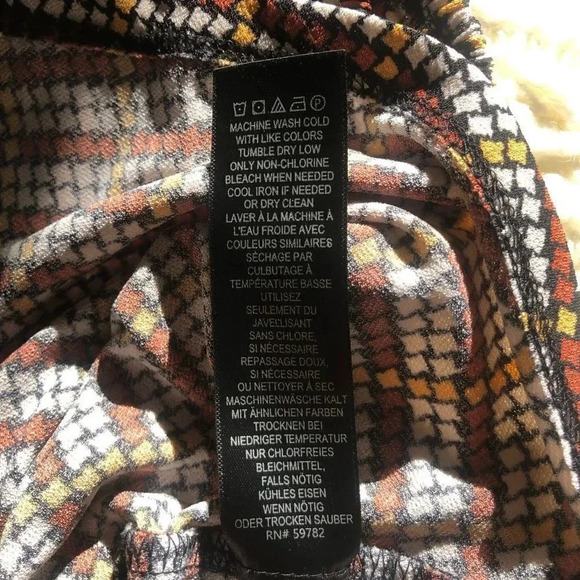 MACHINE WASH COLD
WITH LIKE COLORS
TUMBLE DRY LOW
ONLY NON-CHLORINE
BLEACH WHEN NEEDED
COOL IRON IF NEEDED
OR DRY CLEAN
LAVER À LA MACHINE À
L'EAU FROIDE AVEC
COULEURS SIMILAIRES
SÉCHAGE PAR
CULBUTAGE À
TEMPÉRATURE BASSE
UTILISEZ
SEULEMENT DU
JAVELLISANT
SANS CHLORE,
SI NÉCESSAIRE
REPASSAGE DOUX,
SI NÉCESSAIRE
OU NETTOYER À SEC
MASCHINENWÄSCHE KALT
MIT ÄHNLICHEN FARBEN
TROCKNEN BEI
NIEDRIGER TEMPERATUR
NUR CHLORFREIES
BLEICHMITTEL,
FALLS NÖTIG
KÜHLES EISEN
WENN NÖTIG
ODER TROCKEN SAUBER
RN# 59782